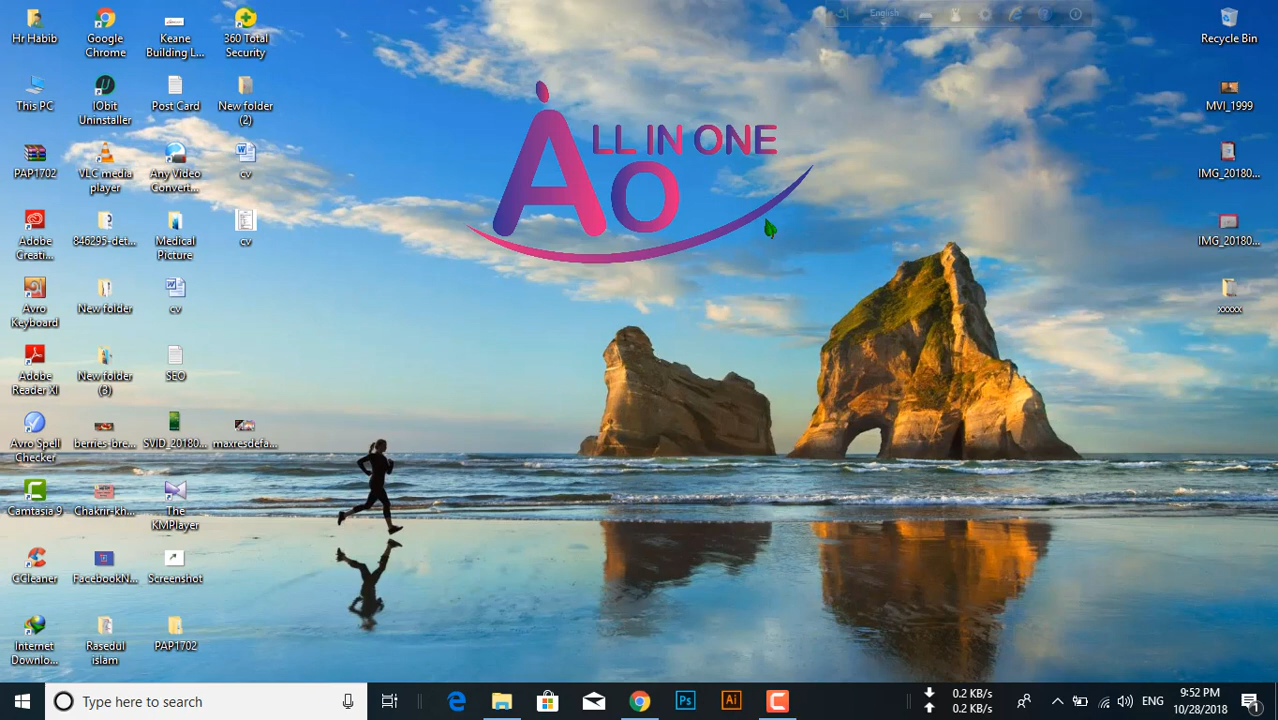 Hr Habib
Google
Chrome
Keane
Building L...
360 Total
Security
This PC
IObit
Uninstaller
Post Card
New folder
(2)
PAP1702
VLC media
player
Any Video
Convert...
cv
Adobe
Creati...
846295-det...
Medical
Picture
cv
Avro
Keyboard
New folder
cv
Adobe
Reader XI
New folder
(3)
SEO
Avro Spell
Checker
berries-bre...
SVID_20180...
maxresdefa...
Camtasia 9
Chakrir-kh...
The
KMPlayer
CCleaner
FacebookN...
Screenshot
Internet
Downlo...
Rasedul
islam
PAP1702
ALL IN ONE
AO
English
Recycle Bin
MVI_1999
IMG_20180...
IMG_20180...
xxxxx
Type here to search
Ps
Ai
0.2 KB/s
0.2 KB/s
ENG
9:52 PM
10/28/2018
1